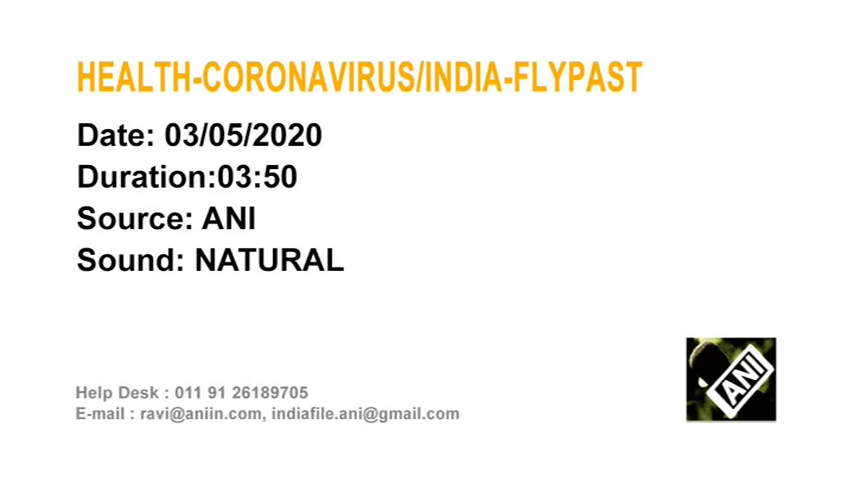 HEALTH-CORONAVIRUS/INDIA-FLYPAST
Date: 03/05/2020
Duration:03:50
Source: ANI
Sound: NATURAL
Help Desk : 011 91 26189705
E-mail : ravi@aniin.com, indiafile.ani@gmail.com
ANI